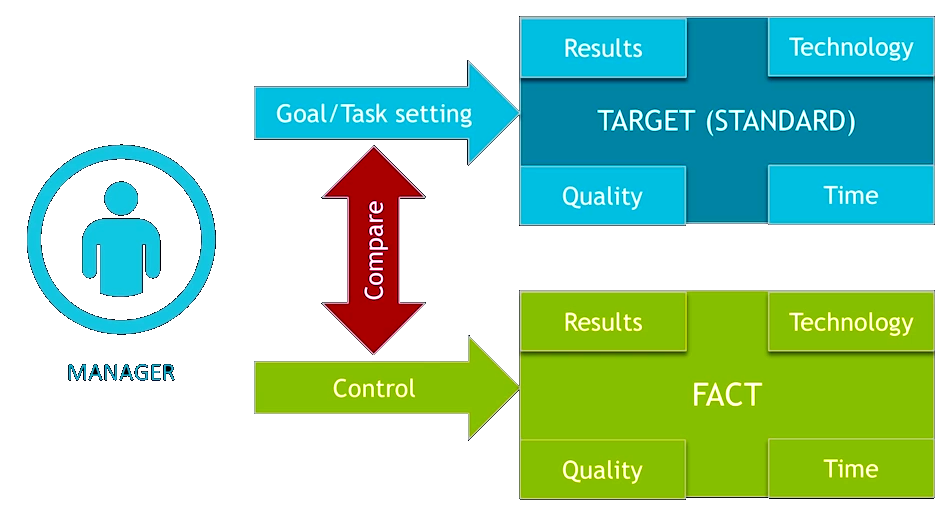 Results
Technology
Goal/Task setting
TARGET (STANDARD)
Quality
Time
Compare
MANAGER
Results
Technology
Control
FACT
Quality
Time